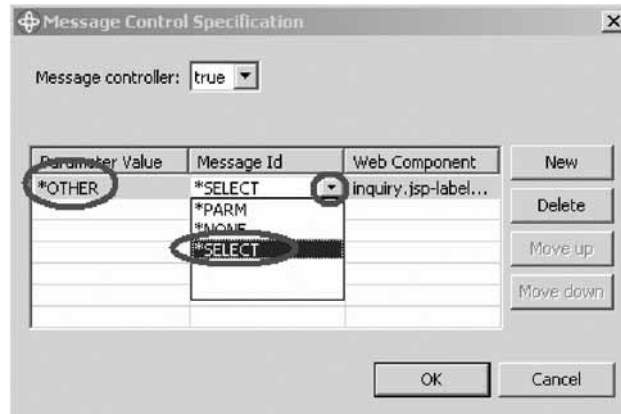 Message Control Specification
Message controller: true
Parameter Value Message Id Web Component
*OTHER *SELECT inquiry.jsp-label...
*PARM
*NONE
*SELECT
New
Delete
Move up
Move down
OK Cancel